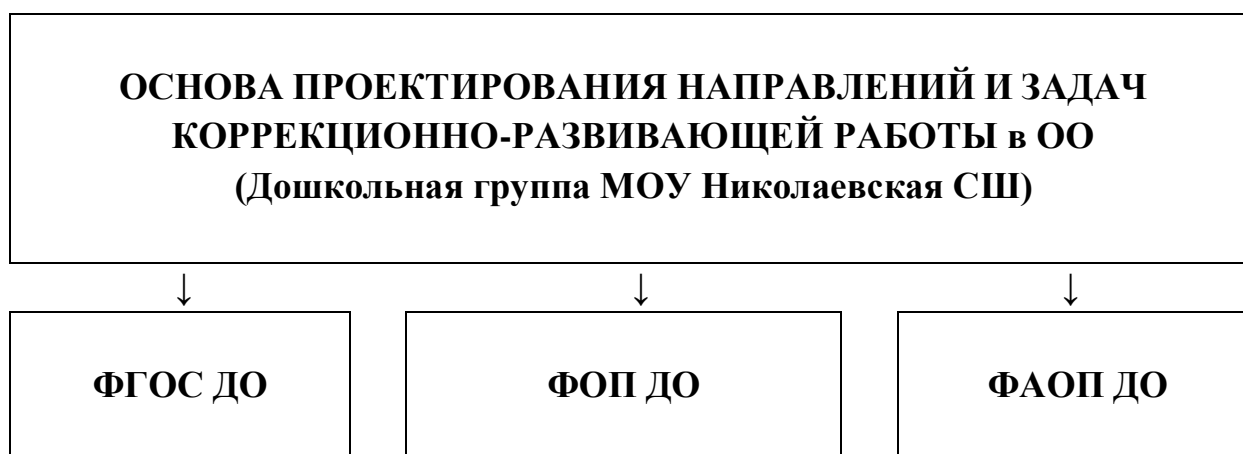 ОСНОВА ПРОЕКТИРОВАНИЯ НАПРАВЛЕНИЙ И ЗАДАЧ
КОРРЕКЦИОННО-РАЗВИВАЮЩЕЙ РАБОТЫ в ОО
(Дошкольная группа МОУ Николаевская СШ)
↓ ↓ ↓
ФГОС ДО
ФОП ДО
ФАОП ДО